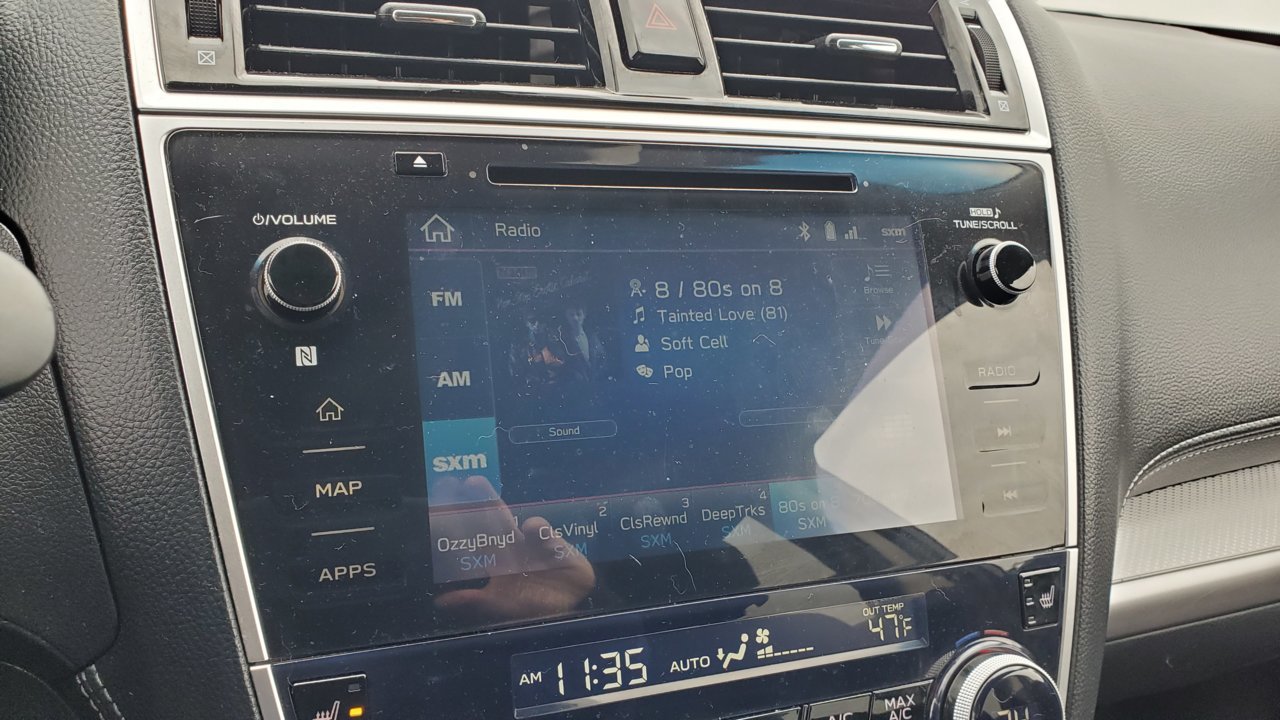 ⏻/VOLUME
HOLD
TUNE/SCROLL
Radio
sxm
FM
8 / 80s on 8
Browse
Tainted Love (81)
Soft Cell
AM
Pop
RADIO
Sound
sxm
MAP
1
OzzyBnyd
SXM
2
ClsVinyl
SXM
3
ClsRewnd
SXM
4
DeepTrks
SXM
80s on 8
SXM
APPS
OUT TEMP
47°F
AM 11:35
AUTO
A/C
MAX
A/C
74